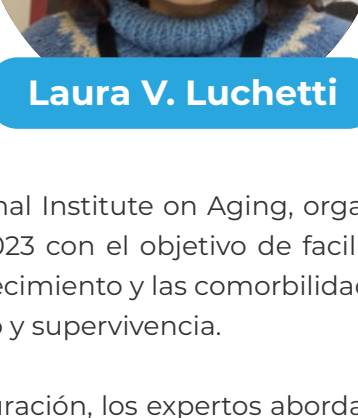 Laura V. Luchetti
nal Institute on Aging, orga
023 con el objetivo de facil
ecimiento y las comorbilidad
o y supervivencia.
uración, los expertos aborda